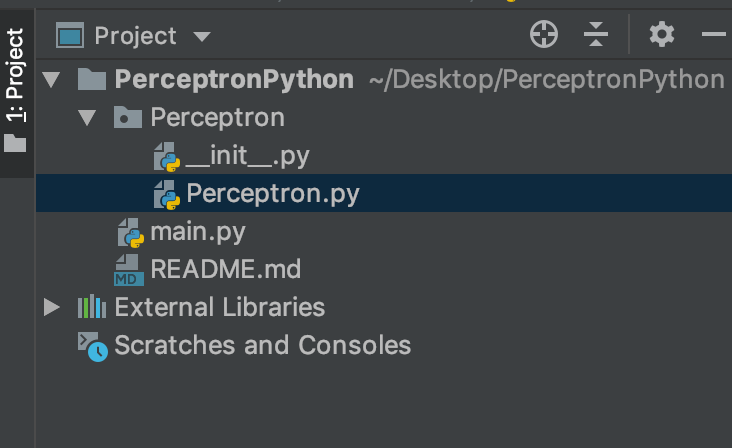 1: Project
Project
PerceptronPython ~/Desktop/PerceptronPython
Perceptron
__init__.py
Perceptron.py
main.py
MD README.md
External Libraries
Scratches and Consoles